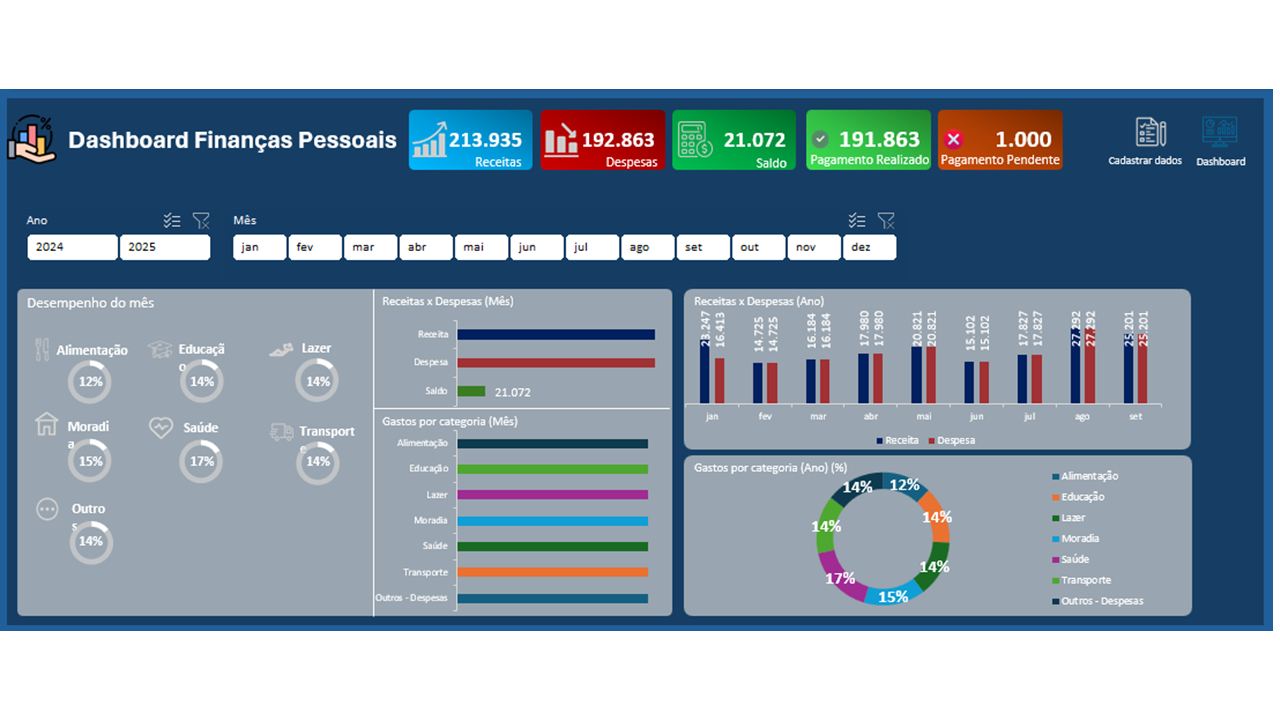 Dashboard Finanças Pessoais
213.935
Receitas
192.863
Despesas
21.072
Saldo
191.863
Pagamento Realizado
1.000
Pagamento Pendente
Cadastrar dados
Dashboard
Ano
2024
2025
Mês
jan
fev
mar
abr
mai
jun
jul
ago
set
out
nov
dez
Desempenho do mês
Alimentação
12%
Educaçã
o
14%
Lazer
14%
Moradi
a
15%
Saúde
17%
Transport
e
14%
Outro
s
14%
Receitas x Despesas (Mês)
Receita
Despesa
Saldo
21.072
Gastos por categoria (Mês)
Alimentação
Educação
Lazer
Moradia
Saúde
Transporte
Outros - Despesas
Receitas x Despesas (Ano)
23.247
16.413
14.725
14.725
16.184
16.184
17.980
17.980
20.821
20.821
15.102
15.102
17.827
17.827
27.292
27.292
25.201
25.201
jan
fev
mar
abr
mai
jun
jul
ago
set
Receita
Despesa
Gastos por categoria (Ano) (%)
12%
14%
14%
15%
17%
14%
14%
Alimentação
Educação
Lazer
Moradia
Saúde
Transporte
Outros - Despesas